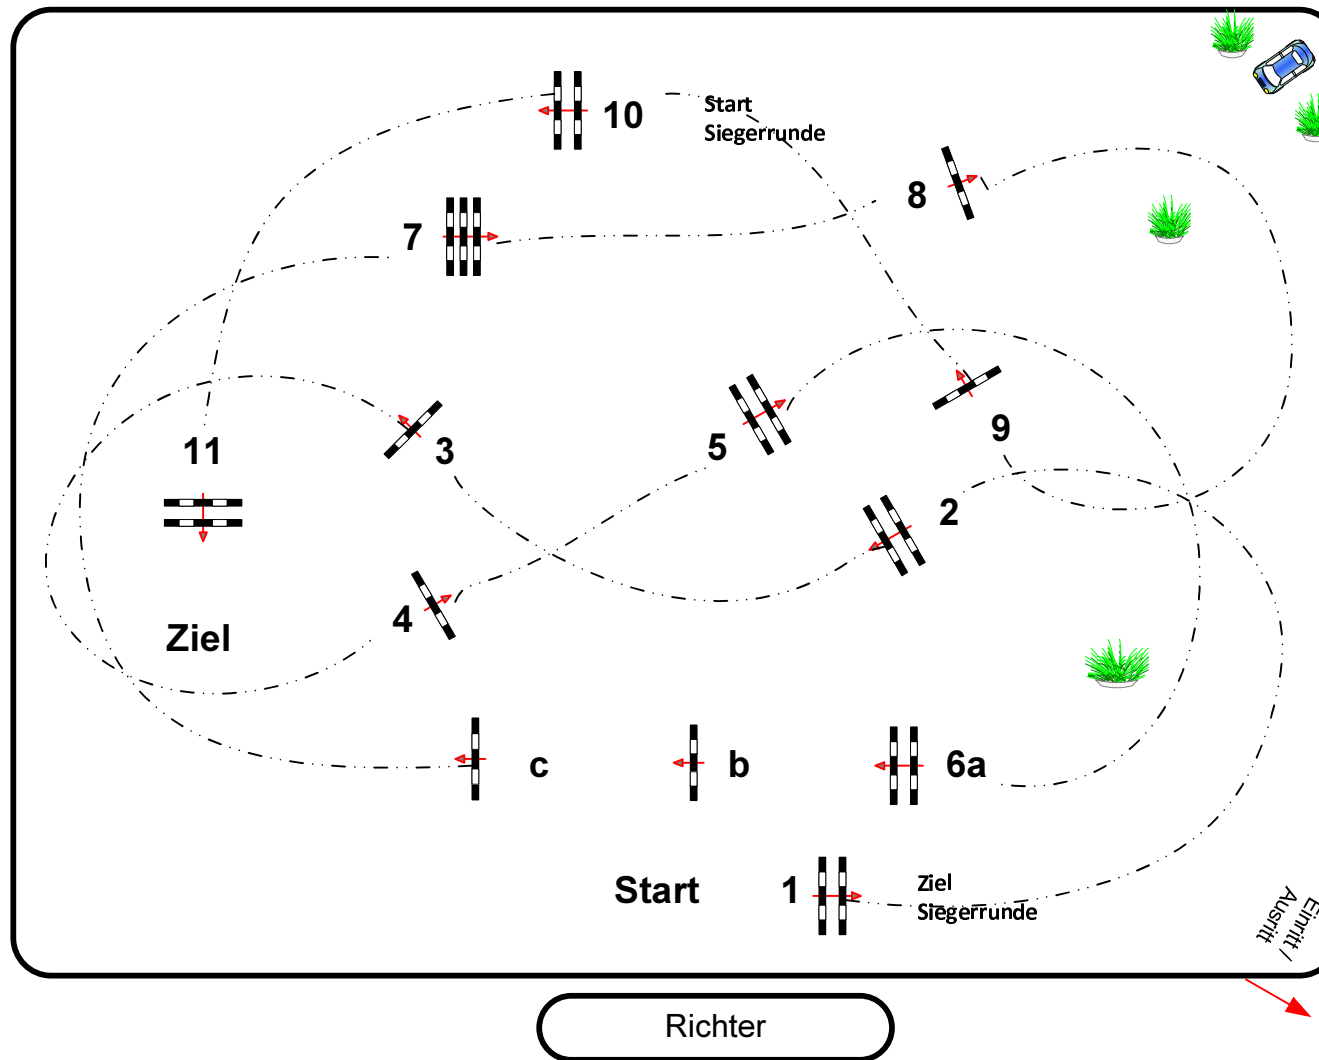 10
Start
Siegerrunde
8
7
11
3
5
9
2
4
Ziel
c
b
6a
Start
1
Ziel
Siegerrunde
Einritt /
Ausritt
Richter